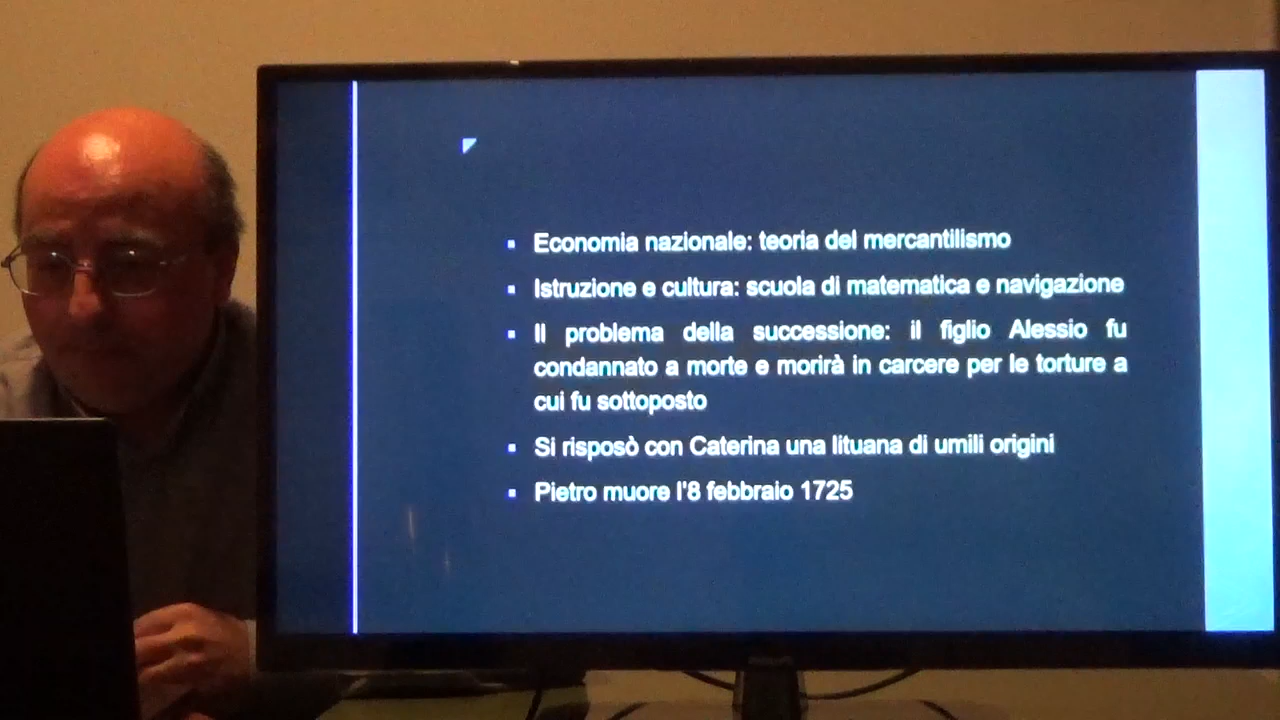 Economia nazionale: teoria del mercantilismo
Istruzione e cultura: scuola di matematica e navigazione
Il problema della successione: il figlio Alessio fu
condannato a morte e morirà in carcere per le torture a
cui fu sottoposto
Si risposò con Caterina una lituana di umili origini
Pietro muore l'8 febbraio 1725